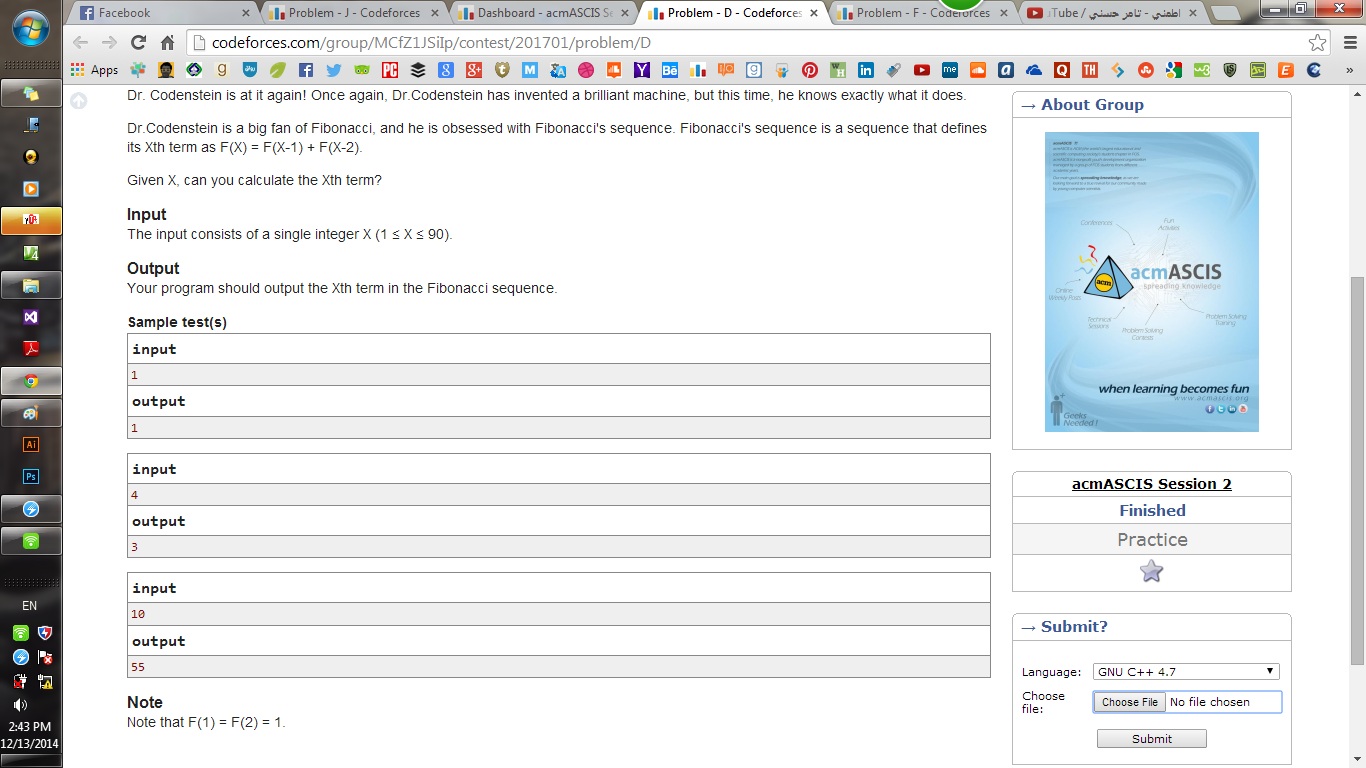 Facebook
Problem - J - Codeforces
Dashboard - acmASCIS Se
Problem - D - Codeforces
Problem - F - Codeforces
codeforces.com/group/MCfZ1JSiIp/contest/201701/problem/D
Apps
Dr. Codenstein is at it again! Once again, Dr.Codenstein has invented a brilliant machine, but this time, he knows exactly what it does.
Dr.Codenstein is a big fan of Fibonacci, and he is obsessed with Fibonacci's sequence. Fibonacci's sequence is a sequence that defines
its Xth term as F(X) = F(X-1) + F(X-2).
Given X, can you calculate the Xth term?
Input
The input consists of a single integer X (1 ≤ X ≤ 90).
Output
Your program should output the Xth term in the Fibonacci sequence.
Sample test(s)
input
1
output
1
input
4
output
3
input
10
output
55
Note
Note that F(1) = F(2) = 1.
→ About Group
Conferences
Fun
Activities
acmASCIS
spreading knowledge
acm
Online
Weekly Posts
Technical
Sessions
Problem Solving
Contests
Problem Solving
Training
when learning becomes fun
www.acmascis.org
Geeks
Needed !
acmASCIS Session 2
Finished
Practice
→ Submit?
Language:
GNU C++ 4.7
Choose
file:
Choose File
No file chosen
Submit
EN
2:43 PM
12/13/2014